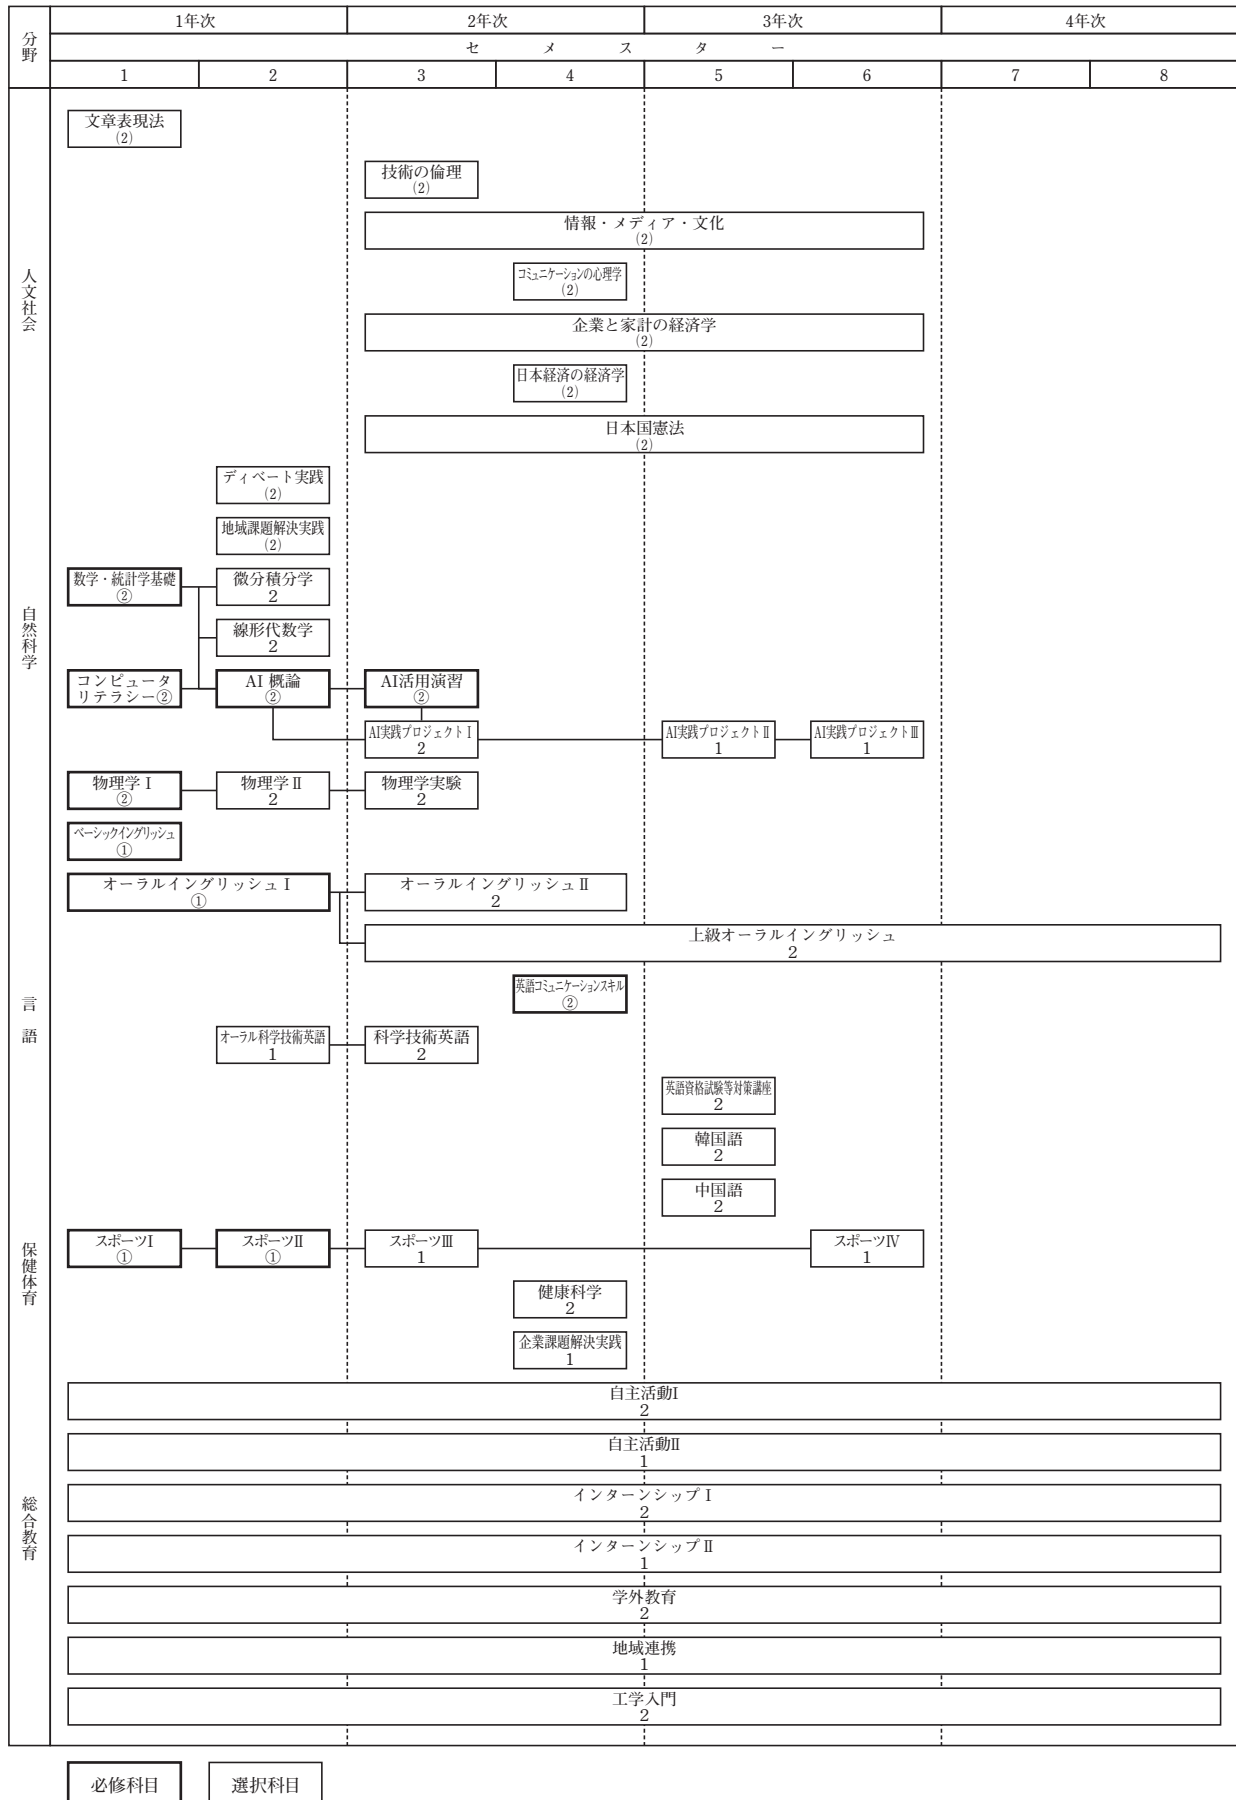 分野
1年次
2年次
3年次
4年次
セメスター
1
2
3
4
5
6
7
8
人文社会
文章表現法
(2)
技術の倫理
(2)
情報・メディア・文化
(2)
コミュニケーションの心理学
(2)
企業と家計の経済学
(2)
日本経済の経済学
(2)
日本国憲法
(2)
ディベート実践
(2)
地域課題解決実践
(2)
自然科学
数学・統計学基礎
②
微分積分学
2
線形代数学
2
コンピュータ
リテラシー②
AI 概論
②
AI活用演習
②
AI実践プロジェクトⅠ
2
AI実践プロジェクトⅡ
1
AI実践プロジェクトⅢ
1
物理学Ⅰ
②
物理学Ⅱ
2
物理学実験
2
言語
ベーシックイングリッシュ
①
オーラルイングリッシュⅠ
①
オーラルイングリッシュⅡ
2
上級オーラルイングリッシュ
2
英語コミュニケーションスキル
②
オーラル科学技術英語
1
科学技術英語
2
英語資格試験等対策講座
2
韓国語
2
中国語
2
保健体育
スポーツⅠ
①
スポーツⅡ
①
スポーツⅢ
1
スポーツⅣ
1
健康科学
2
総合教育
企業課題解決実践
1
自主活動Ⅰ
2
自主活動Ⅱ
1
インターンシップⅠ
2
インターンシップⅡ
1
学外教育
2
地域連携
1
工学入門
2
必修科目
選択科目